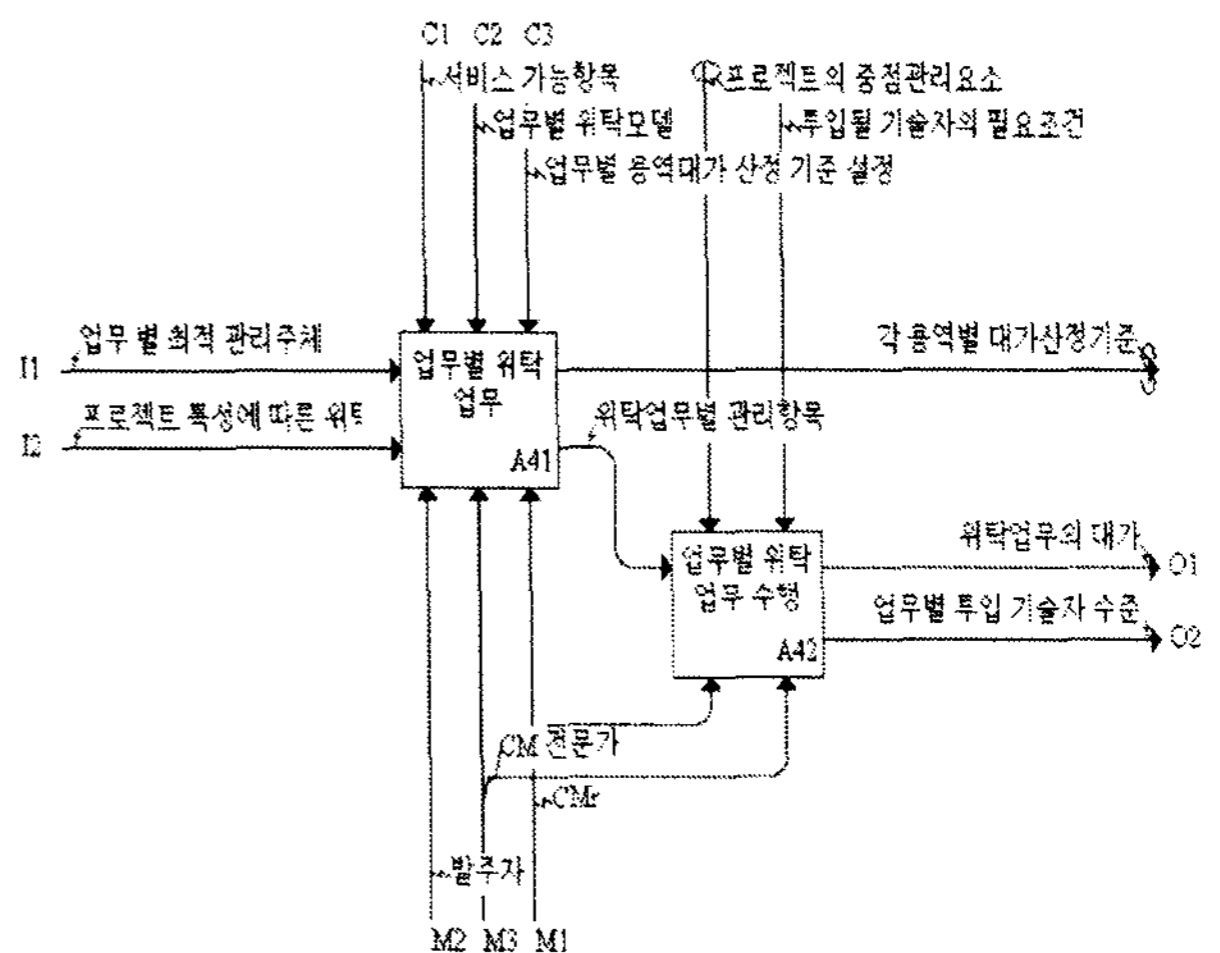 C1 C2 C3
서비스 가능항목
프로젝트의 중점관리요소
업무별 위탁모델
투입될 기술자의 필요조건
업무별 용역대가 산정 기준 설정
업무별 최적 관리주체
I1
업무별 위탁
업무
A41
각 용역별 대가산정기준
프로젝트 특성에 따른 위탁
I2
위탁업무별 관리항목
업무별 위탁
업무 수행
A42
위탁업무의 대가
O1
업무별 투입 기술자 수준
O2
CM 전문가
CMr
발주자
M2 M3 M1